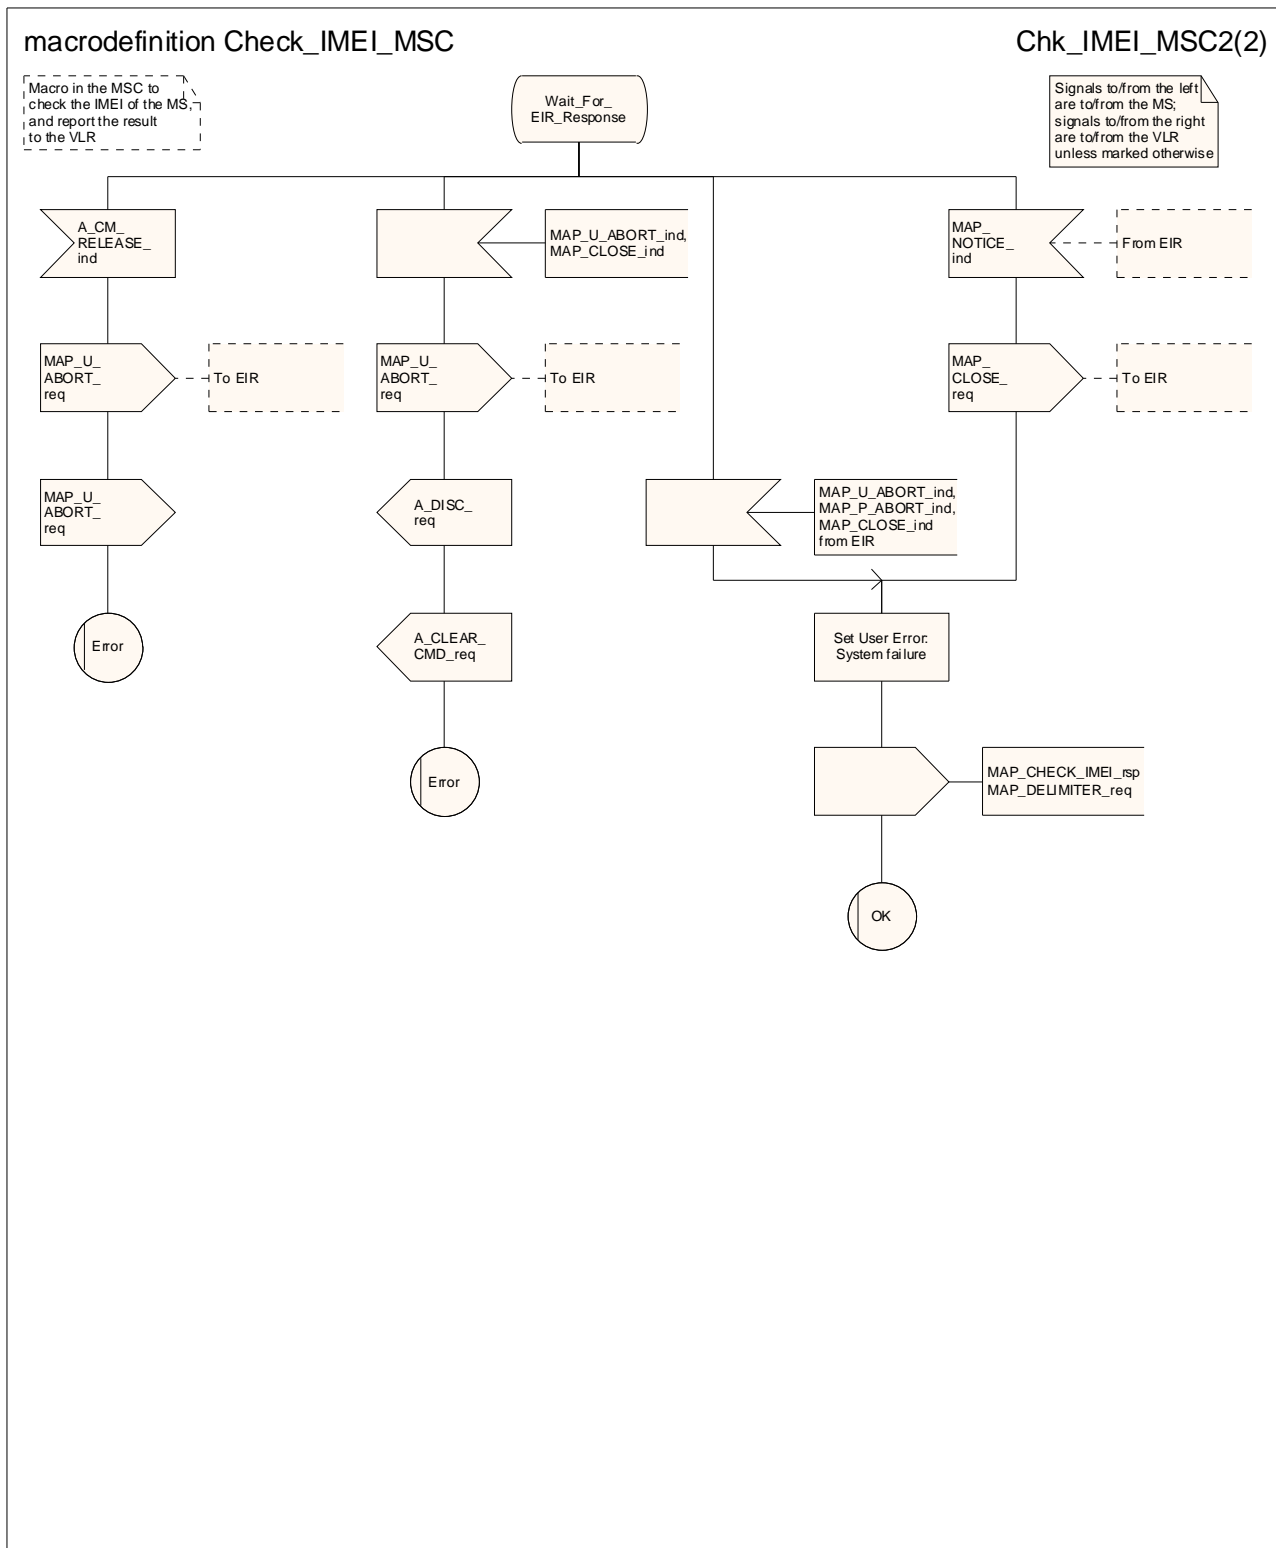 macrodefinition Check_IMEI_MSC
Chk_IMEI_MSC2(2)
Macro in the MSC to
check the IMEI of the MS,
and report the result
to the VLR
Wait_For_
EIR_Response
Signals to/from the left
are to/from the MS;
signals to/from the right
are to/from the VLR
unless marked otherwise
A_CM_
RELEASE_
ind
MAP_U_ABORT_ind,
MAP_CLOSE_ind
MAP_
NOTICE_
ind
From EIR
MAP_U_
ABORT_
req
To EIR
MAP_U_
ABORT_
req
To EIR
MAP_
CLOSE_
req
To EIR
MAP_U_
ABORT_
req
A_DISC_
req
MAP_U_ABORT_ind,
MAP_P_ABORT_ind,
MAP_CLOSE_ind
from EIR
Error
A_CLEAR_
CMD_req
Set User Error:
System failure
Error
MAP_CHECK_IMEI_rsp
MAP_DELIMITER_req
OK